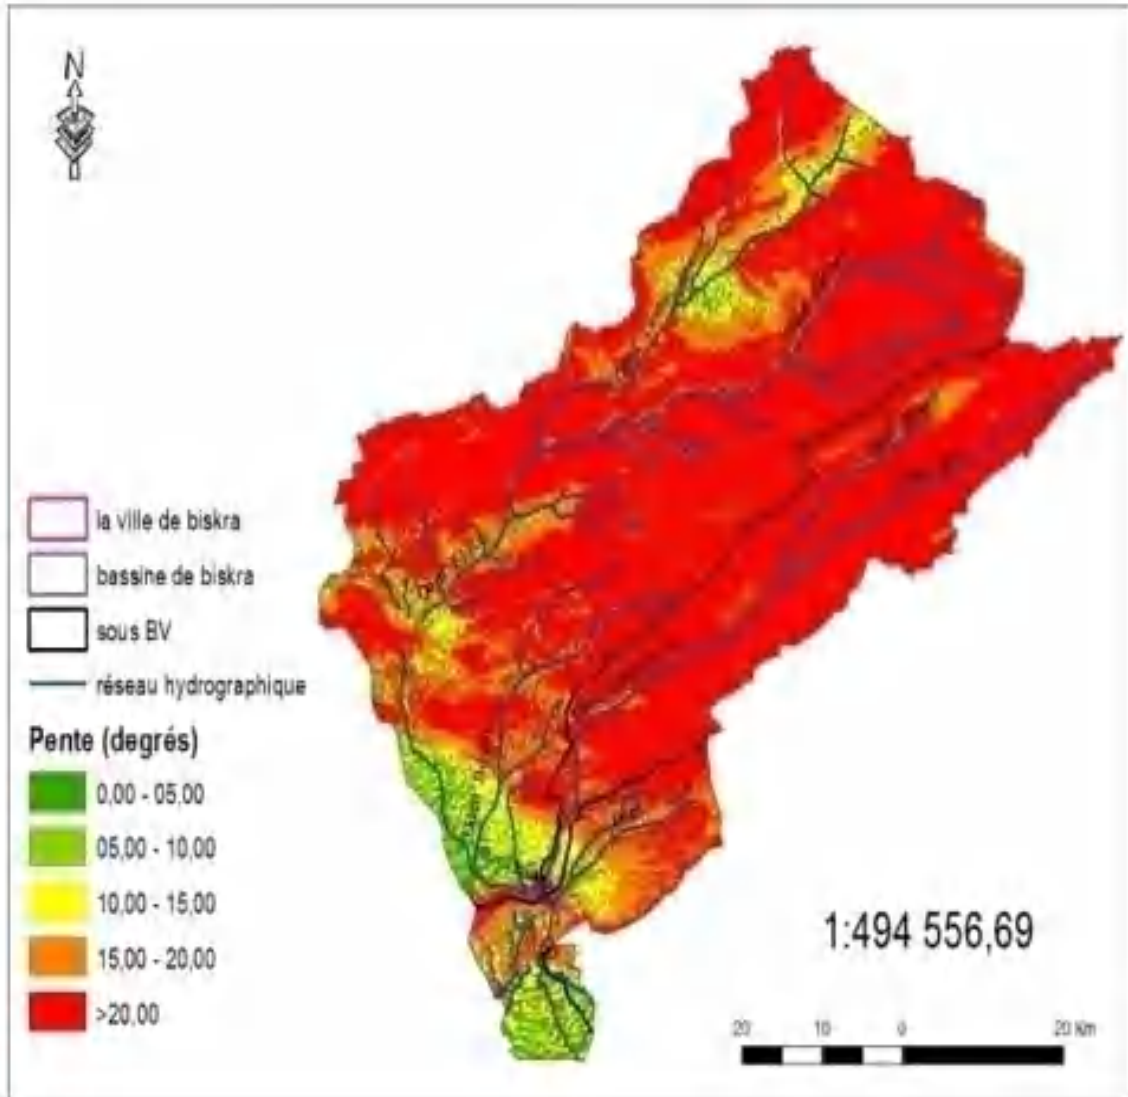 N
la ville de biskra
bassine de biskra
sous BV
réseau hydrographique
Pente (degrés)
0,00 - 05,00
05,00 - 10,00
10,00 - 15,00
15,00 - 20,00
>20,00
1:494 556,69
20 10 0 20 Km